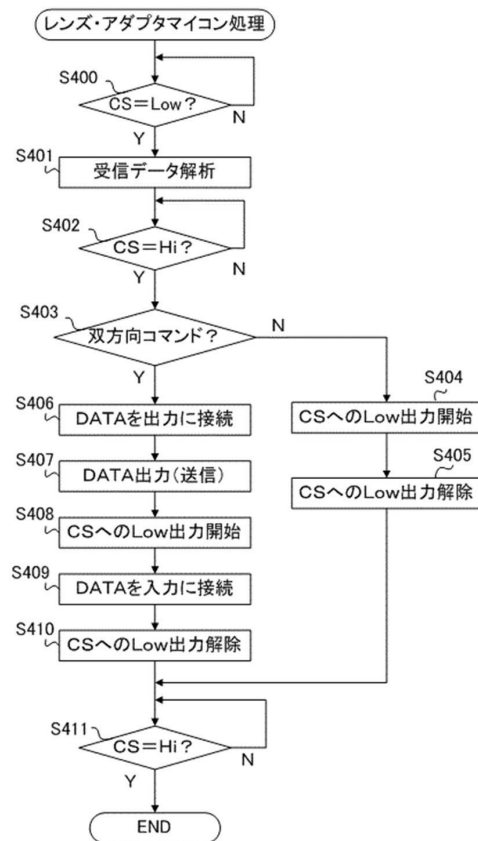 レンズ・アダプタマイコン処理
S400
CS=Low?
N
Y
S401
受信データ解析
S402
CS=Hi?
N
Y
S403
双方向コマンド?
N
Y
S404
CSへのLow出力開始
S405
CSへのLow出力解除
S406
DATAを出力に接続
S407
DATA出力(送信)
S408
CSへのLow出力開始
S409
DATAを入力に接続
S410
CSへのLow出力解除
S411
CS=Hi?
N
Y
END